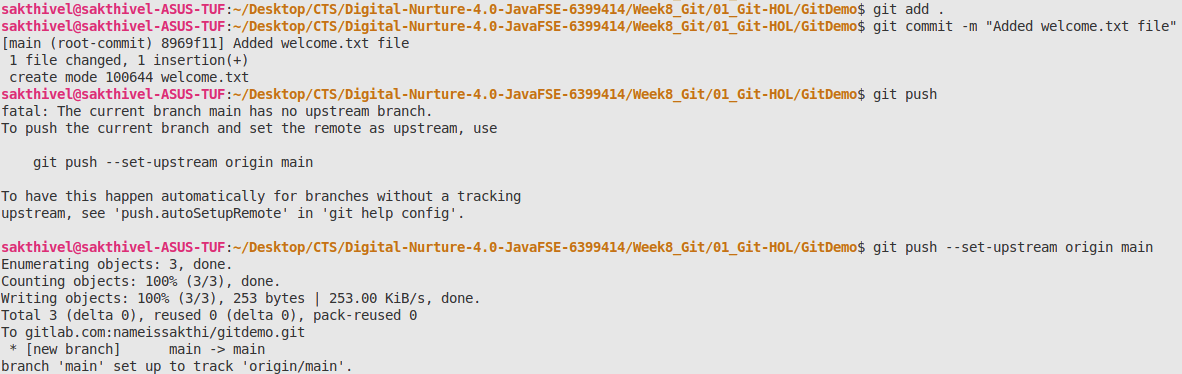 sakthivel@sakthivel-ASUS-TUF:~/Desktop/CTS/Digital-Nurture-4.0-JavaFSE-6399414/Week8_Git/01_Git-HOL/GitDemo$ git add .
sakthivel@sakthivel-ASUS-TUF:~/Desktop/CTS/Digital-Nurture-4.0-JavaFSE-6399414/Week8_Git/01_Git-HOL/GitDemo$ git commit -m "Added welcome.txt file"
[main (root-commit) 8969f11] Added welcome.txt file
 1 file changed, 1 insertion(+)
 create mode 100644 welcome.txt
sakthivel@sakthivel-ASUS-TUF:~/Desktop/CTS/Digital-Nurture-4.0-JavaFSE-6399414/Week8_Git/01_Git-HOL/GitDemo$ git push
fatal: The current branch main has no upstream branch.
To push the current branch and set the remote as upstream, use

    git push --set-upstream origin main

To have this happen automatically for branches without a tracking
upstream, see 'push.autoSetupRemote' in 'git help config'.

sakthivel@sakthivel-ASUS-TUF:~/Desktop/CTS/Digital-Nurture-4.0-JavaFSE-6399414/Week8_Git/01_Git-HOL/GitDemo$ git push --set-upstream origin main
Enumerating objects: 3, done.
Counting objects: 100% (3/3), done.
Writing objects: 100% (3/3), 253 bytes | 253.00 KiB/s, done.
Total 3 (delta 0), reused 0 (delta 0), pack-reused 0
To gitlab.com:nameissakthi/gitdemo.git
 * [new branch]      main -> main
branch 'main' set up to track 'origin/main'.